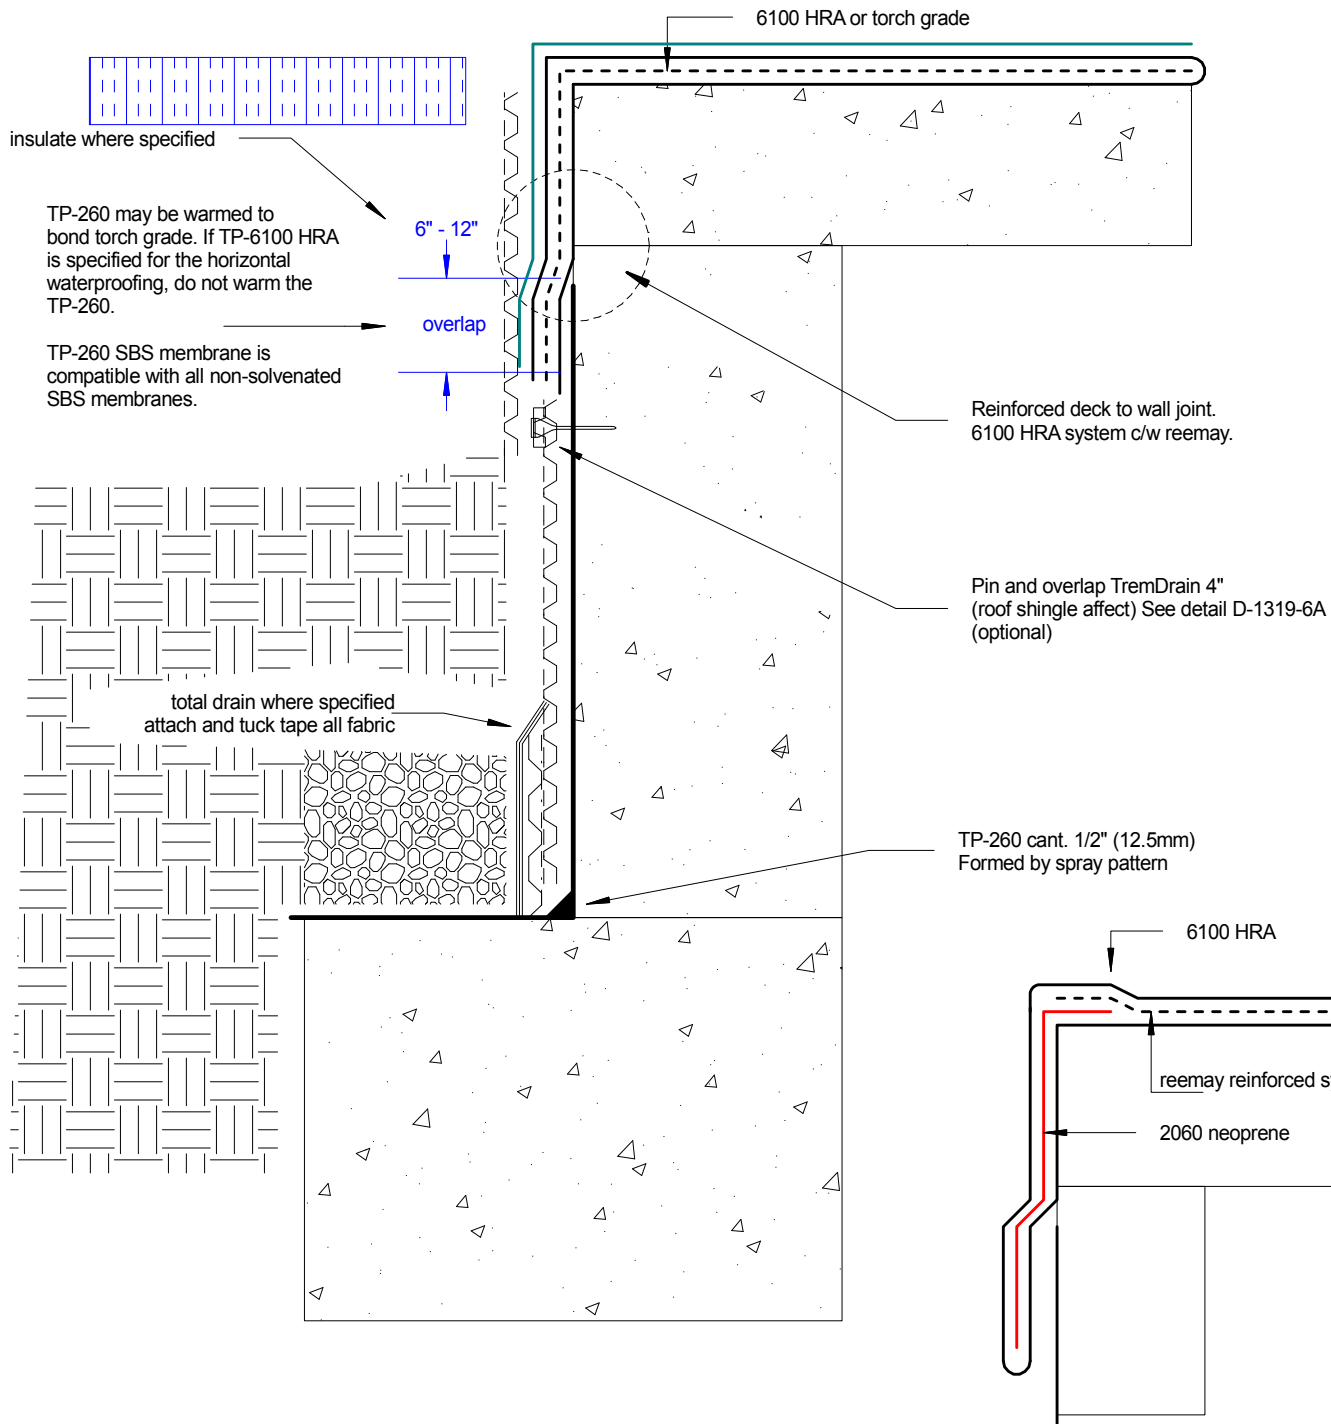 6100 HRA or torch grade
insulate where specified
TP-260 may be warmed to
bond torch grade. If TP-6100 HRA
is specified for the horizontal
waterproofing, do not warm the
TP-260.
TP-260 SBS membrane is
compatible with all non-solvenated
SBS membranes.
6" - 12"
overlap
Reinforced deck to wall joint.
6100 HRA system c/w reemay.
Pin and overlap TremDrain 4"
(roof shingle affect) See detail D-1319-6A
(optional)
total drain where specified
attach and tuck tape all fabric
TP-260 cant. 1/2" (12.5mm)
Formed by spray pattern
6100 HRA
reemay reinforced
2060 neoprene